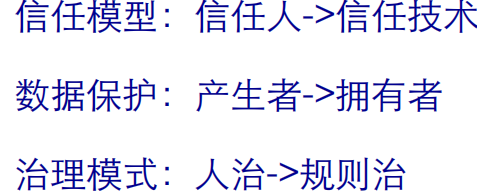 信任模型：信任人->信任技术
数据保护：产生者->拥有者
治理模式：人治->规则治